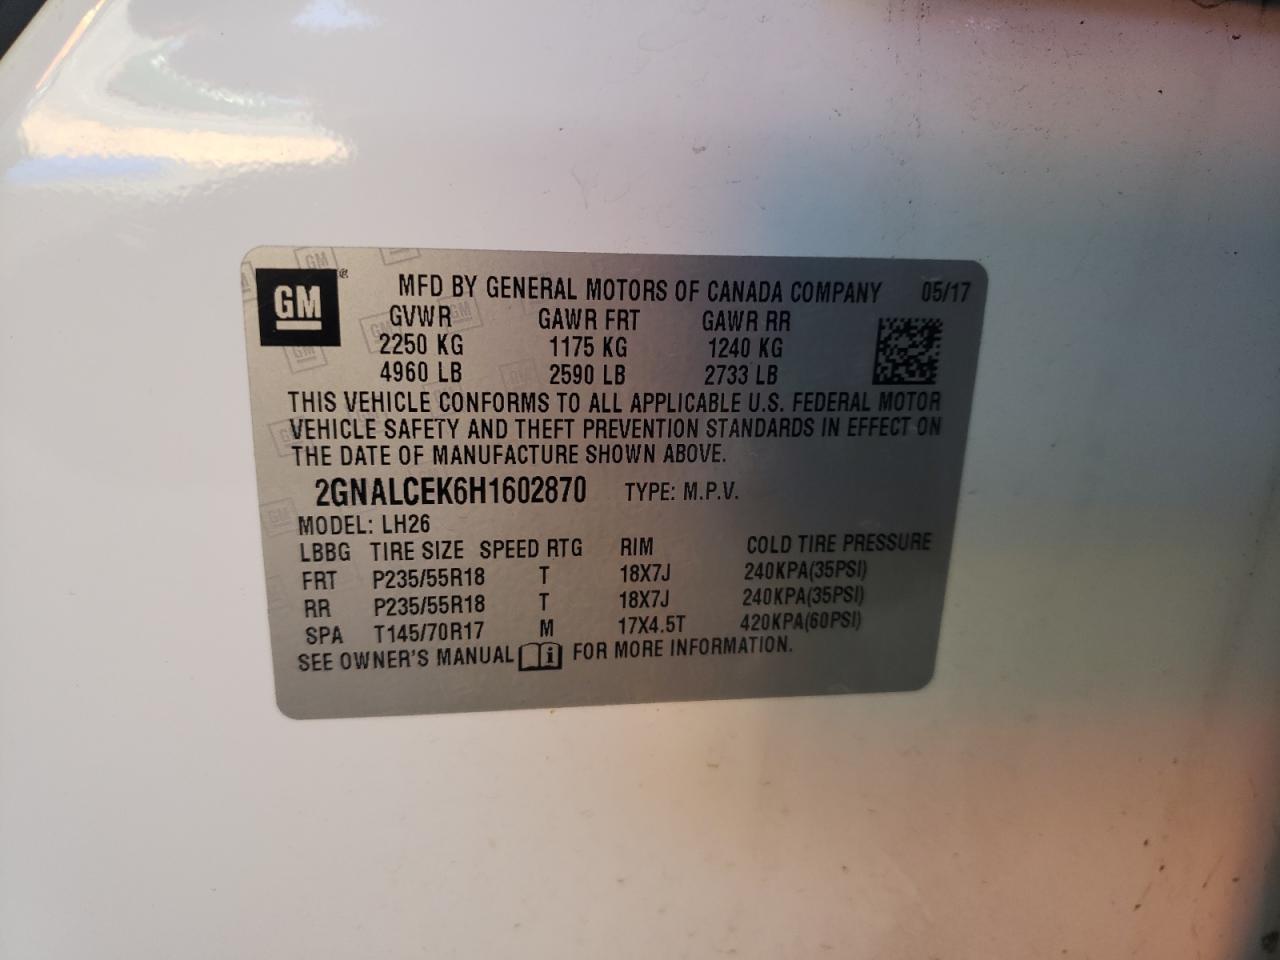 GM ®
MFD BY GENERAL MOTORS OF CANADA COMPANY 05/17
GVWR GAWR FRT GAWR RR
2250 KG 1175 KG 1240 KG
4960 LB 2590 LB 2733 LB
THIS VEHICLE CONFORMS TO ALL APPLICABLE U.S. FEDERAL MOTOR
VEHICLE SAFETY AND THEFT PREVENTION STANDARDS IN EFFECT ON
THE DATE OF MANUFACTURE SHOWN ABOVE.
2GNALCEK6H1602870 TYPE: M.P.V.
MODEL: LH26
LBBG TIRE SIZE SPEED RTG RIM COLD TIRE PRESSURE
FRT P235/55R18 T 18X7J 240KPA(35PSI)
RR P235/55R18 T 18X7J 240KPA(35PSI)
SPA T145/70R17 M 17X4.5T 420KPA(60PSI)
SEE OWNER'S MANUAL i FOR MORE INFORMATION.